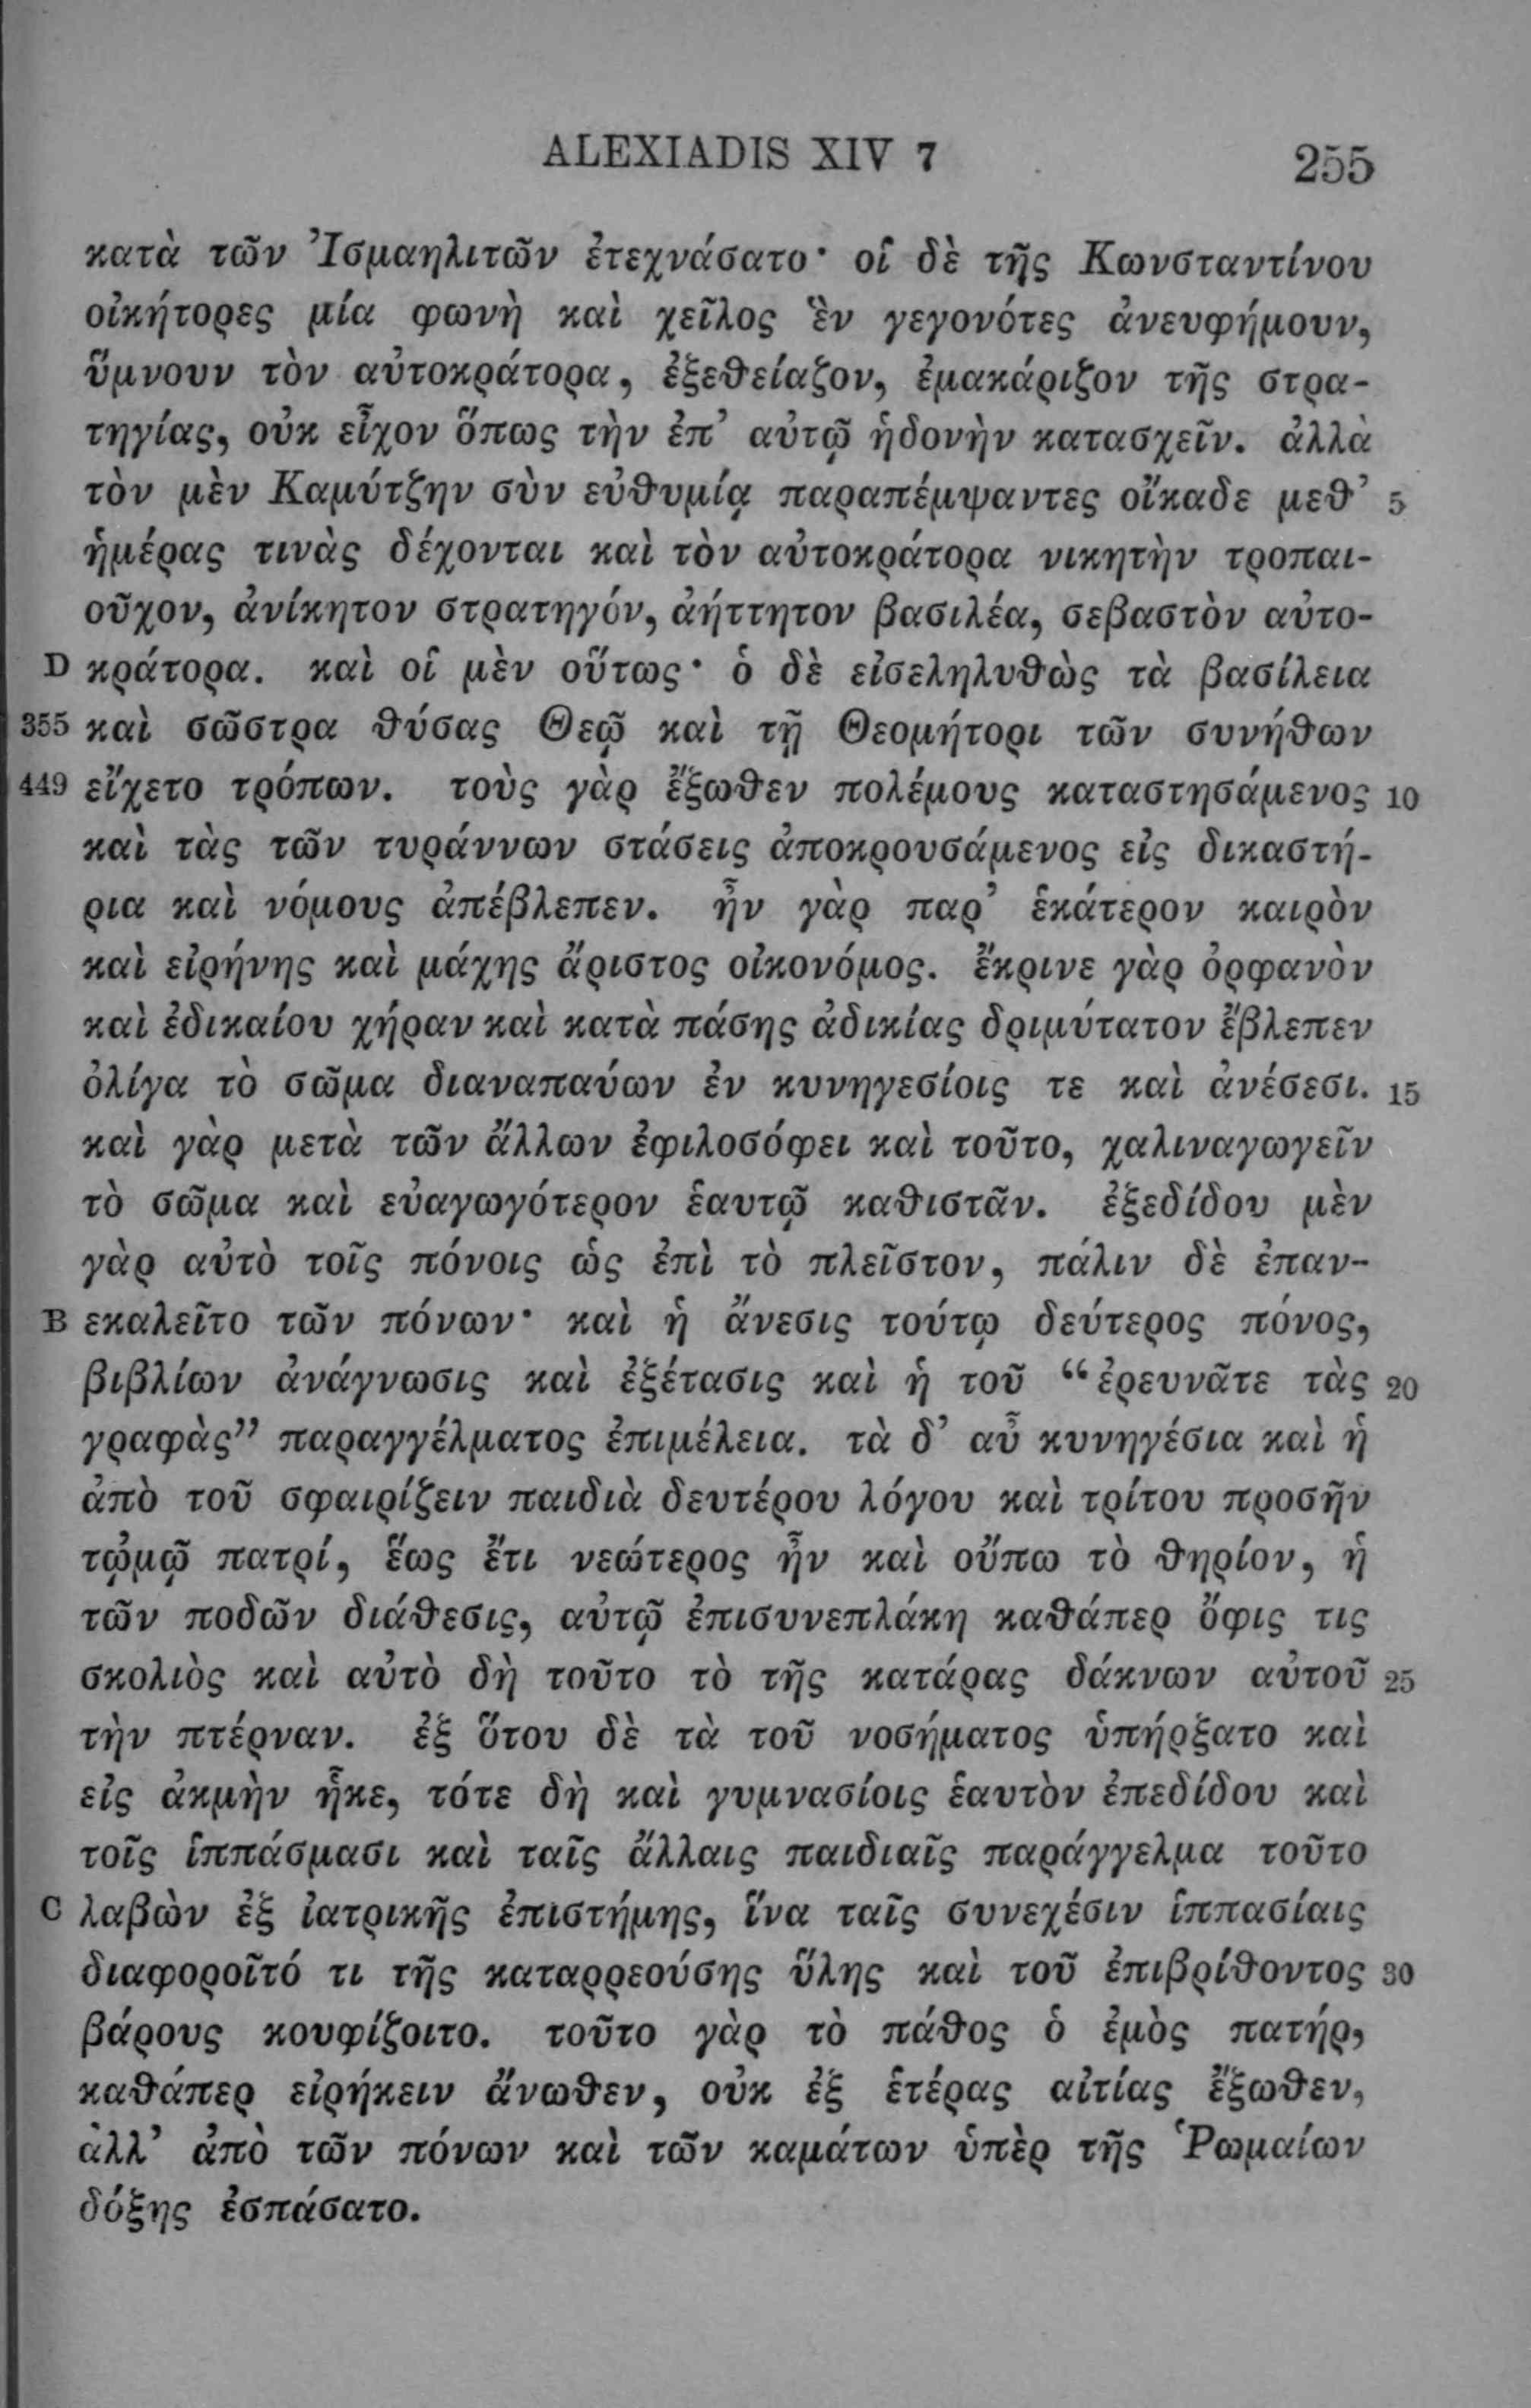 ALEXIADIS XIV 7 255
κατὰ τῶν Ἰσμαηλιτῶν ἐτεχνάσατο· οἱ δὲ τῆς Κωνσταντίνου
οἰκήτορες μία φωνὴ καὶ χεῖλος ἓν γεγονότες ἀνευφήμουν,
ὕμνουν τὸν αὐτοκράτορα, ἐξεθείαζον, ἐμακάριζον τῆς στρα-
τηγίας, οὐκ εἶχον ὅπως τὴν ἐπ’ αὐτῷ ἡδονὴν κατασχεῖν. ἀλλὰ
τὸν μὲν Καμύτζην σὺν εὐθυμίᾳ παραπέμψαντες οἴκαδε μεθ’ 5
ἡμέρας τινὰς δέχονται καὶ τὸν αὐτοκράτορα νικητὴν τροπαι-
οῦχον, ἀνίκητον στρατηγόν, ἀήττητον βασιλέα, σεβαστὸν αὐτο-
D κράτορα. καὶ οἱ μὲν οὕτως· ὁ δὲ εἰσεληλυθὼς τὰ βασίλεια
355 καὶ σῶστρα θύσας Θεῷ καὶ τῇ Θεομήτορι τῶν συνήθων
449 εἴχετο τρόπων. τοὺς γὰρ ἔξωθεν πολέμους καταστησάμενος 10
καὶ τὰς τῶν τυράννων στάσεις ἀποκρουσάμενος εἰς δικαστή-
ρια καὶ νόμους ἀπέβλεπεν. ἦν γὰρ παρ’ ἑκάτερον καιρὸν
καὶ εἰρήνης καὶ μάχης ἄριστος οἰκονόμος. ἔκρινε γὰρ ὀρφανὸν
καὶ ἐδικαίου χήραν καὶ κατὰ πάσης ἀδικίας δριμύτατον ἔβλεπεν
ὀλίγα τὸ σῶμα διαναπαύων ἐν κυνηγεσίοις τε καὶ ἀνέσεσι. 15
καὶ γὰρ μετὰ τῶν ἄλλων ἐφιλοσόφει καὶ τοῦτο, χαλιναγωγεῖν
τὸ σῶμα καὶ εὐαγωγότερον ἑαυτῷ καθιστᾶν. ἐξεδίδου μὲν
γὰρ αὐτὸ τοῖς πόνοις ὡς ἐπὶ τὸ πλεῖστον, πάλιν δὲ ἐπαν-
B εκαλεῖτο τῶν πόνων· καὶ ἡ ἄνεσις τούτῳ δεύτερος πόνος,
βιβλίων ἀνάγνωσις καὶ ἐξέτασις καὶ ἡ τοῦ “ἐρευνᾶτε τὰς 20
γραφὰς” παραγγέλματος ἐπιμέλεια. τὰ δ’ αὖ κυνηγέσια καὶ ἡ
ἀπὸ τοῦ σφαιρίζειν παιδιὰ δευτέρου λόγου καὶ τρίτου προσῆν
τᾠμῷ πατρί, ἕως ἔτι νεώτερος ἦν καὶ οὔπω τὸ θηρίον, ἡ
τῶν ποδῶν διάθεσις, αὐτῷ ἐπισυνεπλάκη καθάπερ ὄφις τις
σκολιὸς καὶ αὐτὸ δὴ τοῦτο τὸ τῆς κατάρας δάκνων αὐτοῦ 25
τὴν πτέρναν. ἐξ ὅτου δὲ τὰ τοῦ νοσήματος ὑπήρξατο καὶ
εἰς ἀκμὴν ἧκε, τότε δὴ καὶ γυμνασίοις ἑαυτὸν ἐπεδίδου καὶ
τοῖς ἱππάσμασι καὶ ταῖς ἄλλαις παιδιαῖς παράγγελμα τοῦτο
C λαβὼν ἐξ ἰατρικῆς ἐπιστήμης, ἵνα ταῖς συνεχέσιν ἱππασίαις
διαφοροῖτό τι τῆς καταρρεούσης ὕλης καὶ τοῦ ἐπιβρίθοντος 30
βάρους κουφίζοιτο. τοῦτο γὰρ τὸ πάθος ὁ ἐμὸς πατήρ,
καθάπερ εἰρήκειν ἄνωθεν, οὐκ ἐξ ἑτέρας αἰτίας ἔξωθεν,
ἀλλ’ ἀπὸ τῶν πόνων καὶ τῶν καμάτων ὑπὲρ τῆς Ῥωμαίων
δόξης ἐσπάσατο.